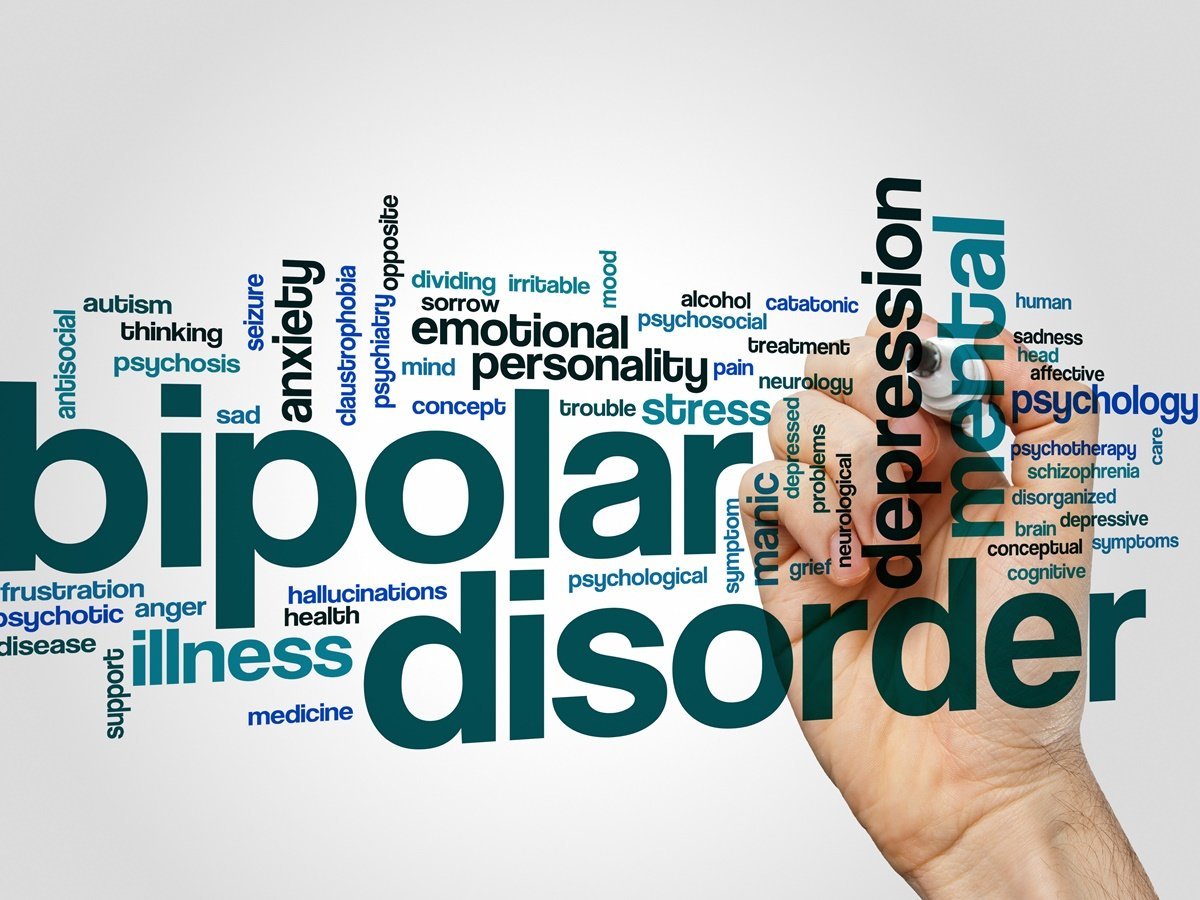 depression
mental
opposite
anxiety
mood
claustrophobia
seizure
dividing
irritable
psychiatry
autism
antisocial
sorrow
alcohol
catatonic
human
thinking
emotional
psychosocial
sadness
treatment
head
psychosis
mind
personality
pain
affective
neurology
sad
concept
trouble
stress
psychology
depressed
problems
care
bipolar
psychotherapy
neurological
schizophrenia
manic
symptom
disorganized
brain
depressive
conceptual
symptoms
grief
cognitive
frustration
hallucinations
psychological
psychotic
anger
health
disorder
disease
illness
support
medicine